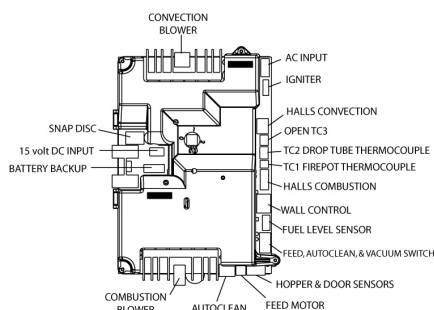 CONVECTION
BLOWER
AC INPUT
IGNITER
HALLS CONVECTION
OPEN TC3
SNAP DISC
TC2 DROP TUBE THERMOCOUPLE
15 volt DC INPUT
TC1 FIREPOT THERMOCOUPLE
BATTERY BACKUP
HALLS COMBUSTION
WALL CONTROL
FUEL LEVEL SENSOR
FEED, AUTOCLEAN, & VACUUM SWITCH
HOPPER & DOOR SENSORS
COMBUSTION
BLOWER
AUTOCLEAN
FEED MOTOR